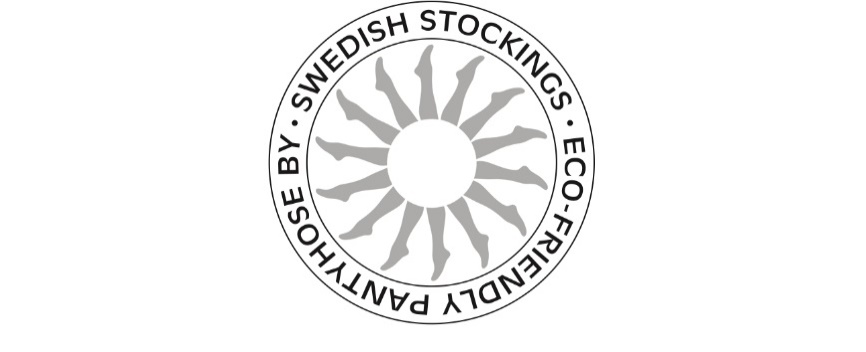 SWEDISH STOCKINGS • ECO-FRIENDLY PANTYHOSE BY •